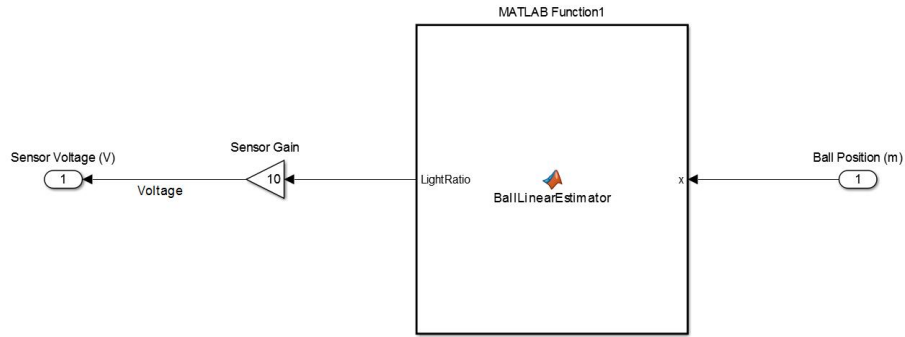 MATLAB Function1
Sensor Voltage (V)
1
Voltage
Sensor Gain
10
LightRatio
BallLinearEstimator
x
Ball Position (m)
1